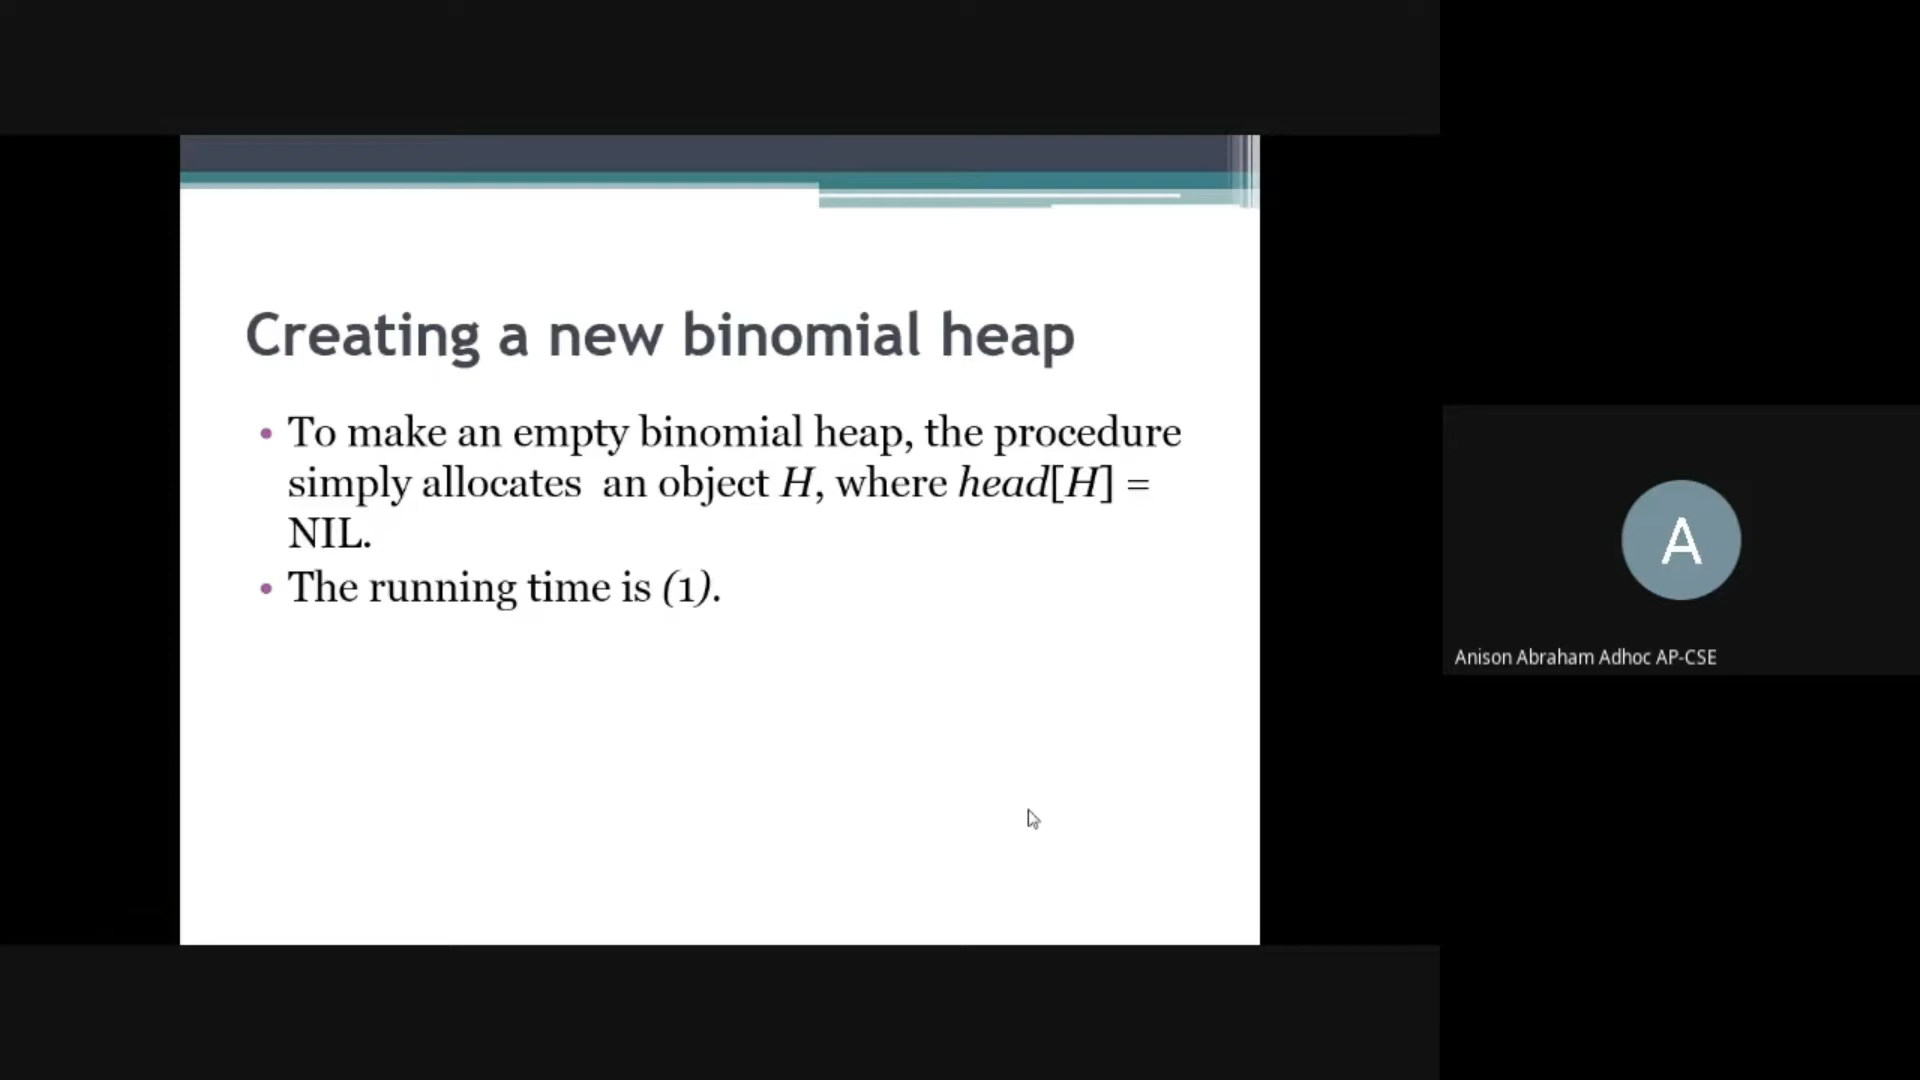 Creating a new binomial heap
• To make an empty binomial heap, the procedure
simply allocates  an object H, where head[H] =
NIL.
• The running time is (1).
A
Anison Abraham Adhoc AP-CSE